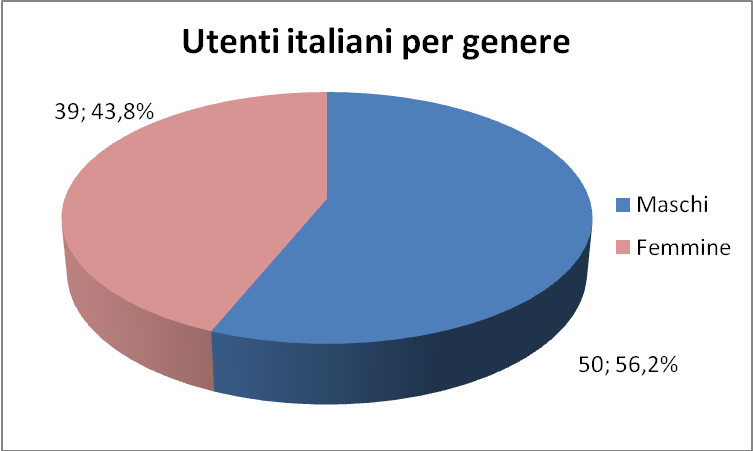 Utenti italiani per genere
39; 43,8%
Maschi
Femmine
50; 56,2%